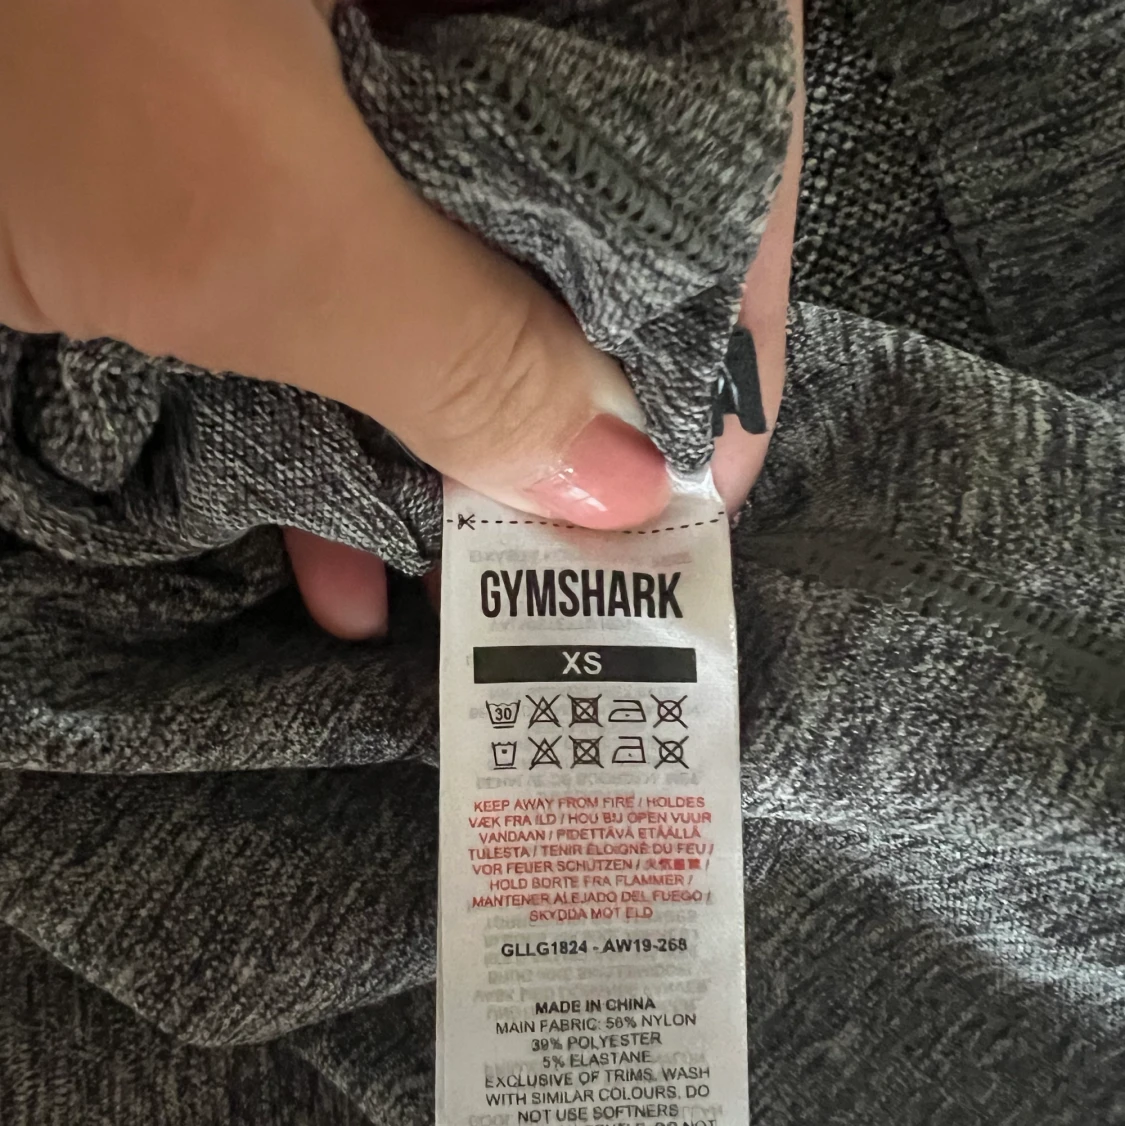 GYMSHARK
XS
30
KEEP AWAY FROM FIRE / HOLDES
VÆK FRA ILD / HOU BIJ OPEN VUUR
VANDAAN / PIDETTÄVÄ ETÄÄLLÄ
TULESTA / TENIR ÉLOIGNÉ DU FEU /
VOR FEUER SCHÜTZEN / 火気
HOLD BORTE FRA FLAMMER /
MANTENER ALEJADO DEL FUEGO /
SKYDDA MOT ELD
GLLG1824 - AW19-268
MADE IN CHINA
MAIN FABRIC: 56% NYLON
39% POLYESTER
5% ELASTANE
EXCLUSIVE OF TRIMS. WASH
WITH SIMILAR COLOURS, DO
NOT USE SOFTNERS